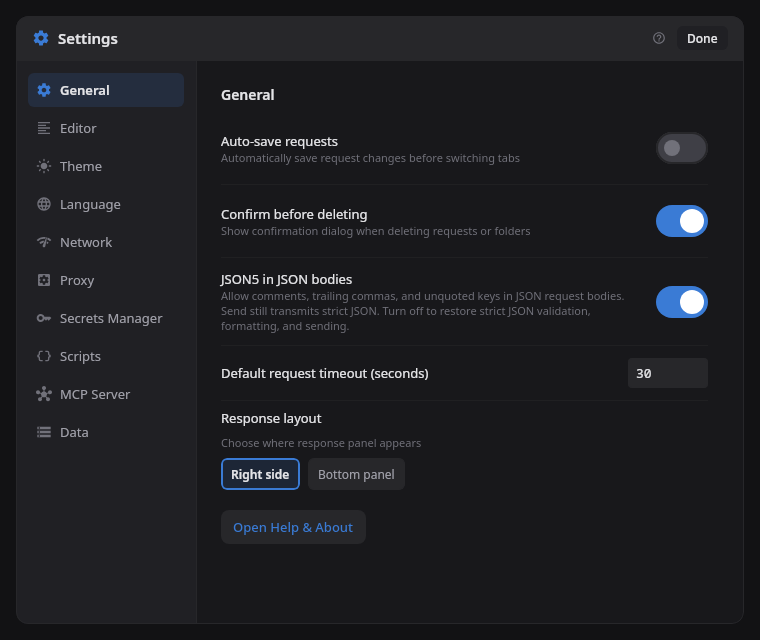 Settings
Done
General
Editor
Theme
Language
Network
Proxy
Secrets Manager
Scripts
MCP Server
Data
General
Auto-save requests
Automatically save request changes before switching tabs
Confirm before deleting
Show confirmation dialog when deleting requests or folders
JSON5 in JSON bodies
Allow comments, trailing commas, and unquoted keys in JSON request bodies.
Send still transmits strict JSON. Turn off to restore strict JSON validation,
formatting, and sending.
Default request timeout (seconds)
30
Response layout
Choose where response panel appears
Right side
Bottom panel
Open Help & About